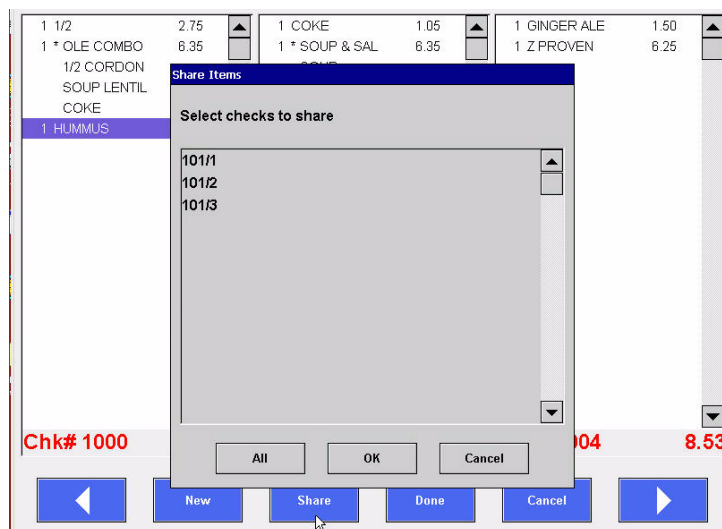 1 1/2 2.75
1 * OLE COMBO 6.35
1/2 CORDON
SOUP LENTIL
COKE
1 HUMMUS
1 COKE 1.05
1 * SOUP & SAL 6.35
1 GINGER ALE 1.50
1 Z PROVEN 6.25
Share Items
Select checks to share
101/1
101/2
101/3
All OK Cancel
Chk# 1000 004 8.53
New Share Done Cancel